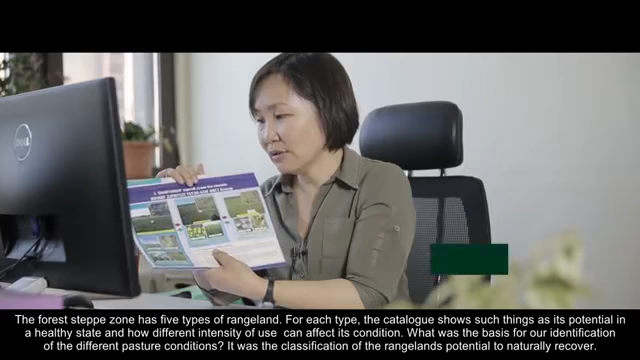 DELL
The forest steppe zone has five types of rangeland. For each type, the catalogue shows such things as its potential in
a healthy state and how different intensity of use can affect its condition. What was the basis for our identification
of the different pasture conditions? It was the classification of the rangelands potential to naturally recover.